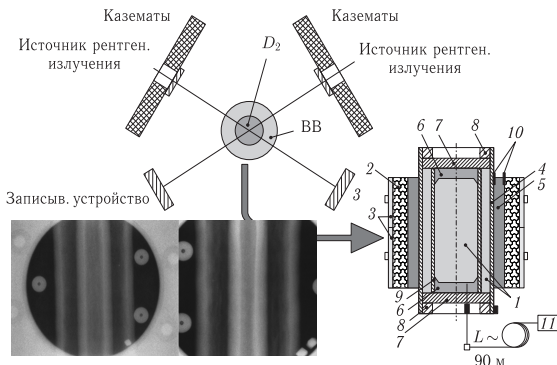 Казематы
Казематы
Источник рентген.
излучения
D₂
Источник рентген.
излучения
ВВ
Записыв. устройство
3
6
7
8
10
2
3
4
5
9
6
8
7
1
L ~
90 м
11